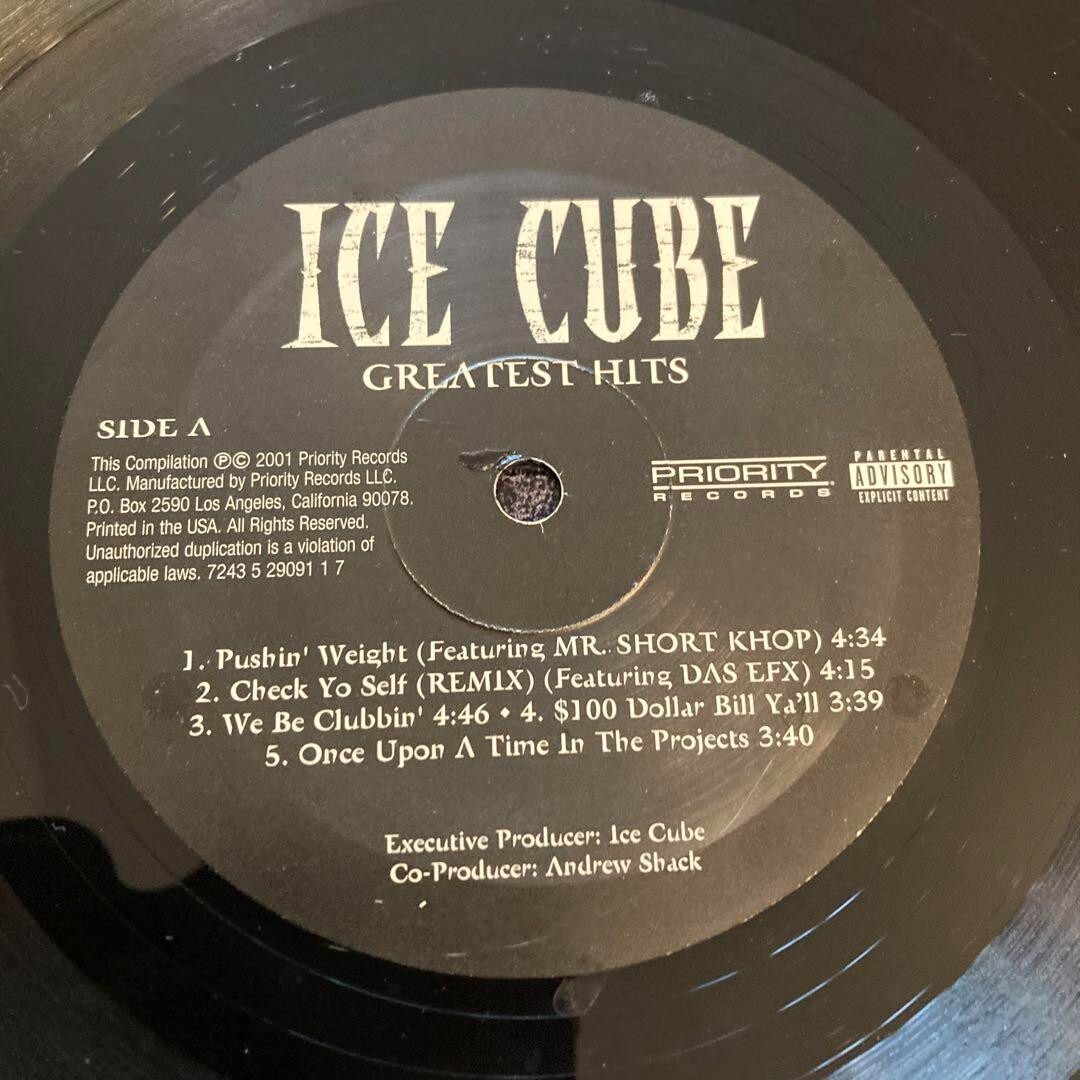 ICE CUBE
GREATEST HITS
SIDE A
This Compilation ℗© 2001 Priority Records
LLC. Manufactured by Priority Records LLC.
P.O. Box 2590 Los Angeles, California 90078.
Printed in the USA. All Rights Reserved.
Unauthorized duplication is a violation of
applicable laws. 7243 5 29091 1 7
PRIORITY
RECORDS
PARENTAL
ADVISORY
EXPLICIT CONTENT
1. Pushin' Weight (Featuring MR. SHORT KHOP) 4:34
2. Check Yo Self (REMIX) (Featuring DAS EFX) 4:15
3. We Be Clubbin' 4:46 • 4. $100 Dollar Bill Ya'll 3:39
5. Once Upon A Time In The Projects 3:40
Executive Producer: Ice Cube
Co-Producer: Andrew Shack